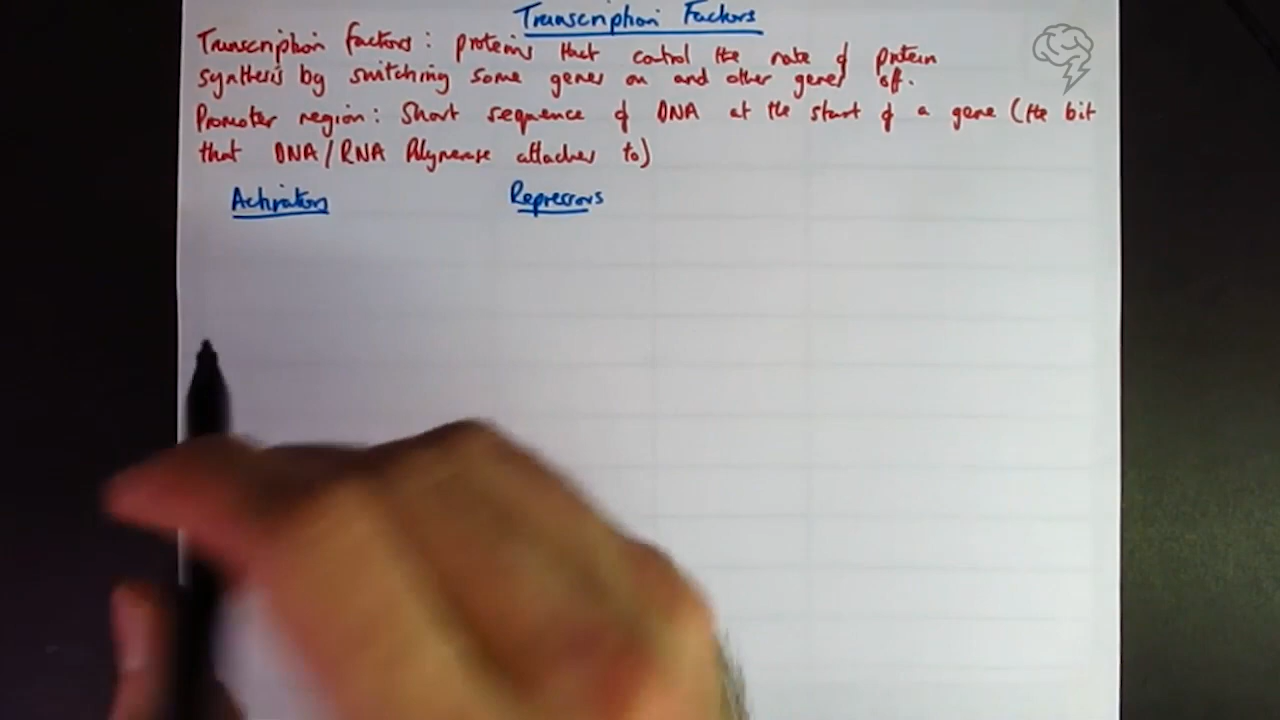 Transcription Factors
Transcription factors: proteins that control the rate of protein
synthesis by switching some genes on and other genes off.
Promoter region: Short sequence of DNA at the start of a gene (the bit
that DNA/RNA Polymerase attaches to)
Activation Repressors